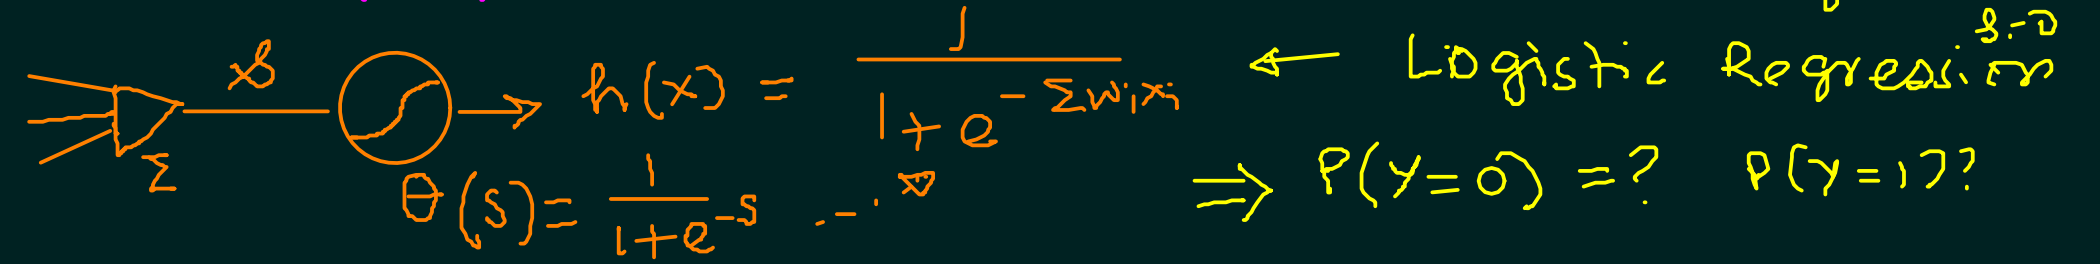 s h(x) = 1 / (1 + e^(-Σwixi)) ← Logistic Regression
Σ θ(s) = 1 / (1 + e^(-s)) ⇒ P(y=0) =? P(y=1)?